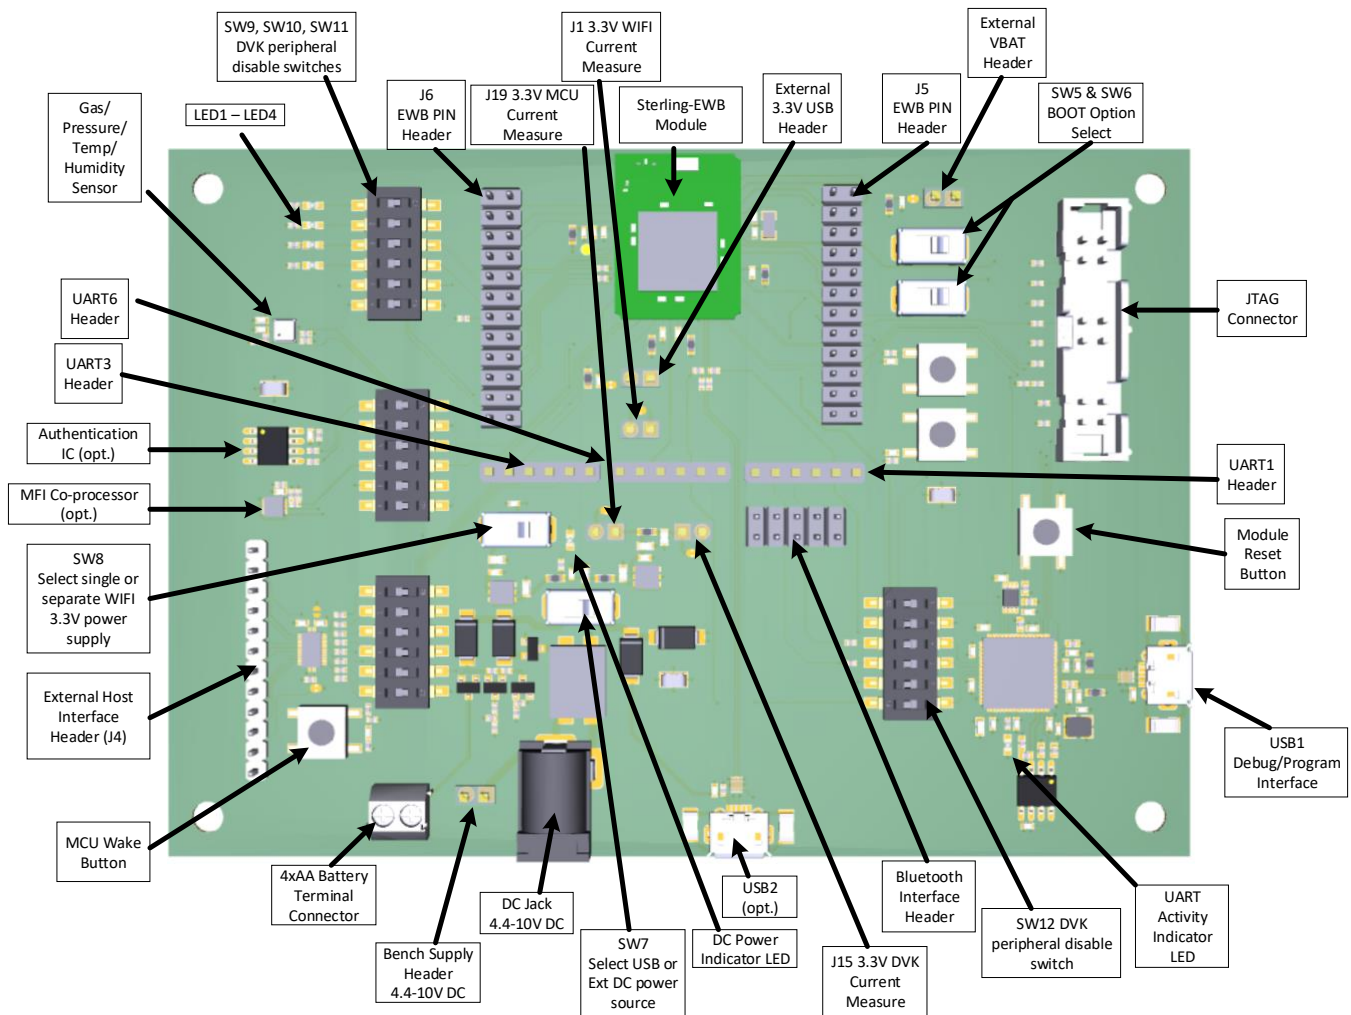 SW9, SW10, SW11
DVK peripheral
disable switches
J1 3.3V WIFI
Current
Measure
External
VBAT
Header
Gas/
Pressure/
Temp/
Humidity
Sensor
LED1 – LED4
J6
EWB PIN
Header
J19 3.3V MCU
Current
Measure
Sterling-EWB
Module
External
3.3V USB
Header
J5
EWB PIN
Header
SW5 & SW6
BOOT Option
Select
UART6
Header
JTAG
Connector
UART3
Header
Authentication
IC (opt.)
UART1
Header
MFI Co-processor
(opt.)
Module
Reset
Button
SW8
Select single or
separate WIFI
3.3V power
supply
External Host
Interface
Header (J4)
USB1
Debug/Program
Interface
MCU Wake
Button
4xAA Battery
Terminal
Connector
DC Jack
4.4-10V DC
USB2
(opt.)
Bluetooth
Interface
Header
UART
Activity
Indicator
LED
Bench Supply
Header
4.4-10V DC
SW7
Select USB or
Ext DC power
source
DC Power
Indicator LED
J15 3.3V DVK
Current
Measure
SW12 DVK
peripheral disable
switch